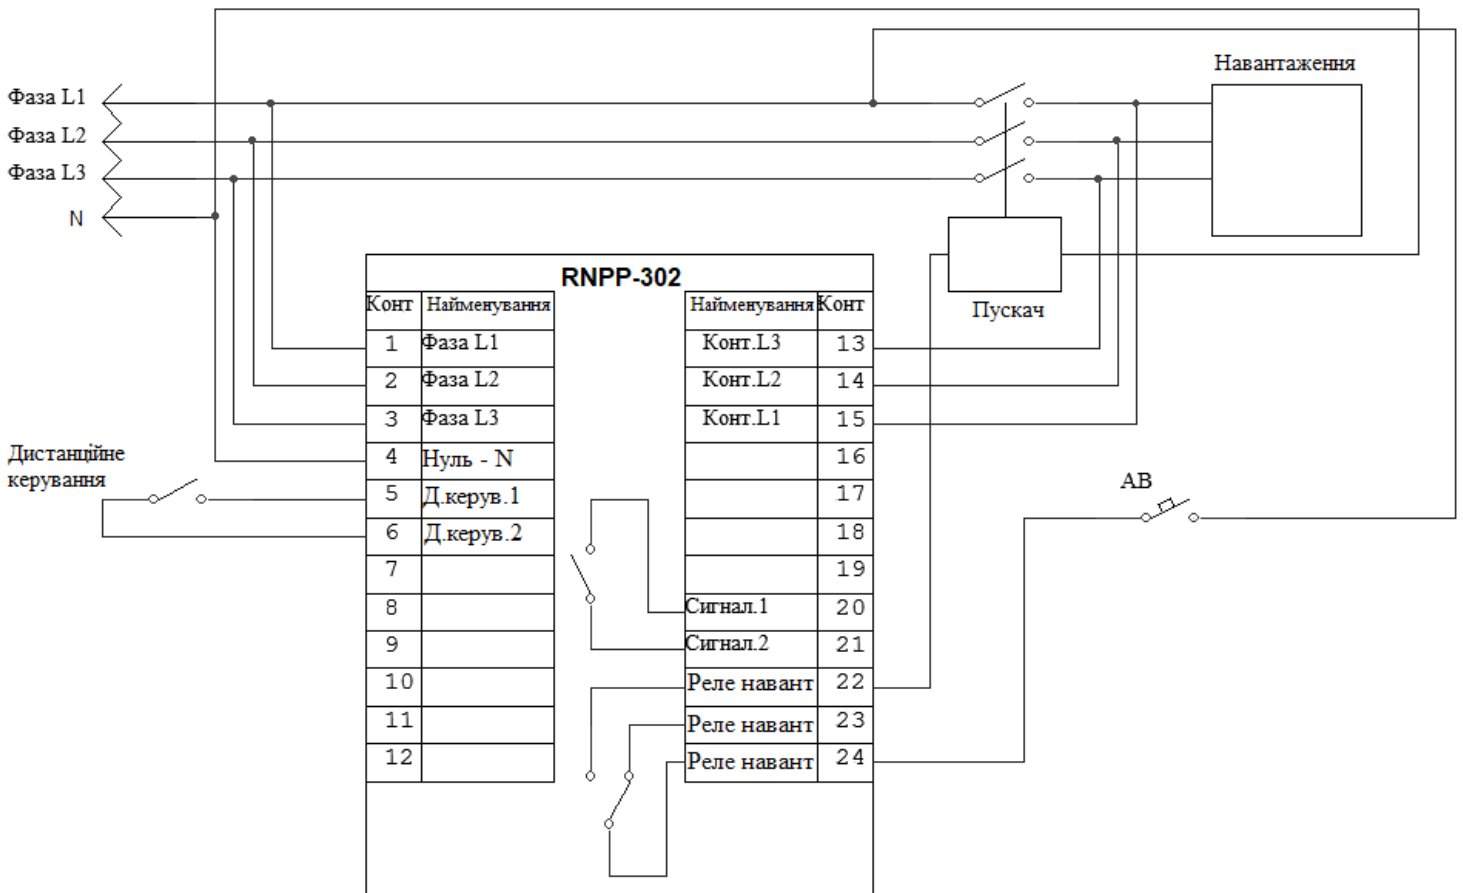 Навантаження
Фаза L1
Фаза L2
Фаза L3
N
RNPP-302
Конт Найменування Найменування Конт
Пускач
1 Фаза L1 Конт.L3 13
2 Фаза L2 Конт.L2 14
3 Фаза L3 Конт.L1 15
Дистанційне
керування
4 Нуль - N 16
5 Д.керув.1 17
АВ
6 Д.керув.2 18
7 19
8 Сигнал.1 20
9 Сигнал.2 21
10 Реле навант 22
11 Реле навант 23
12 Реле навант 24